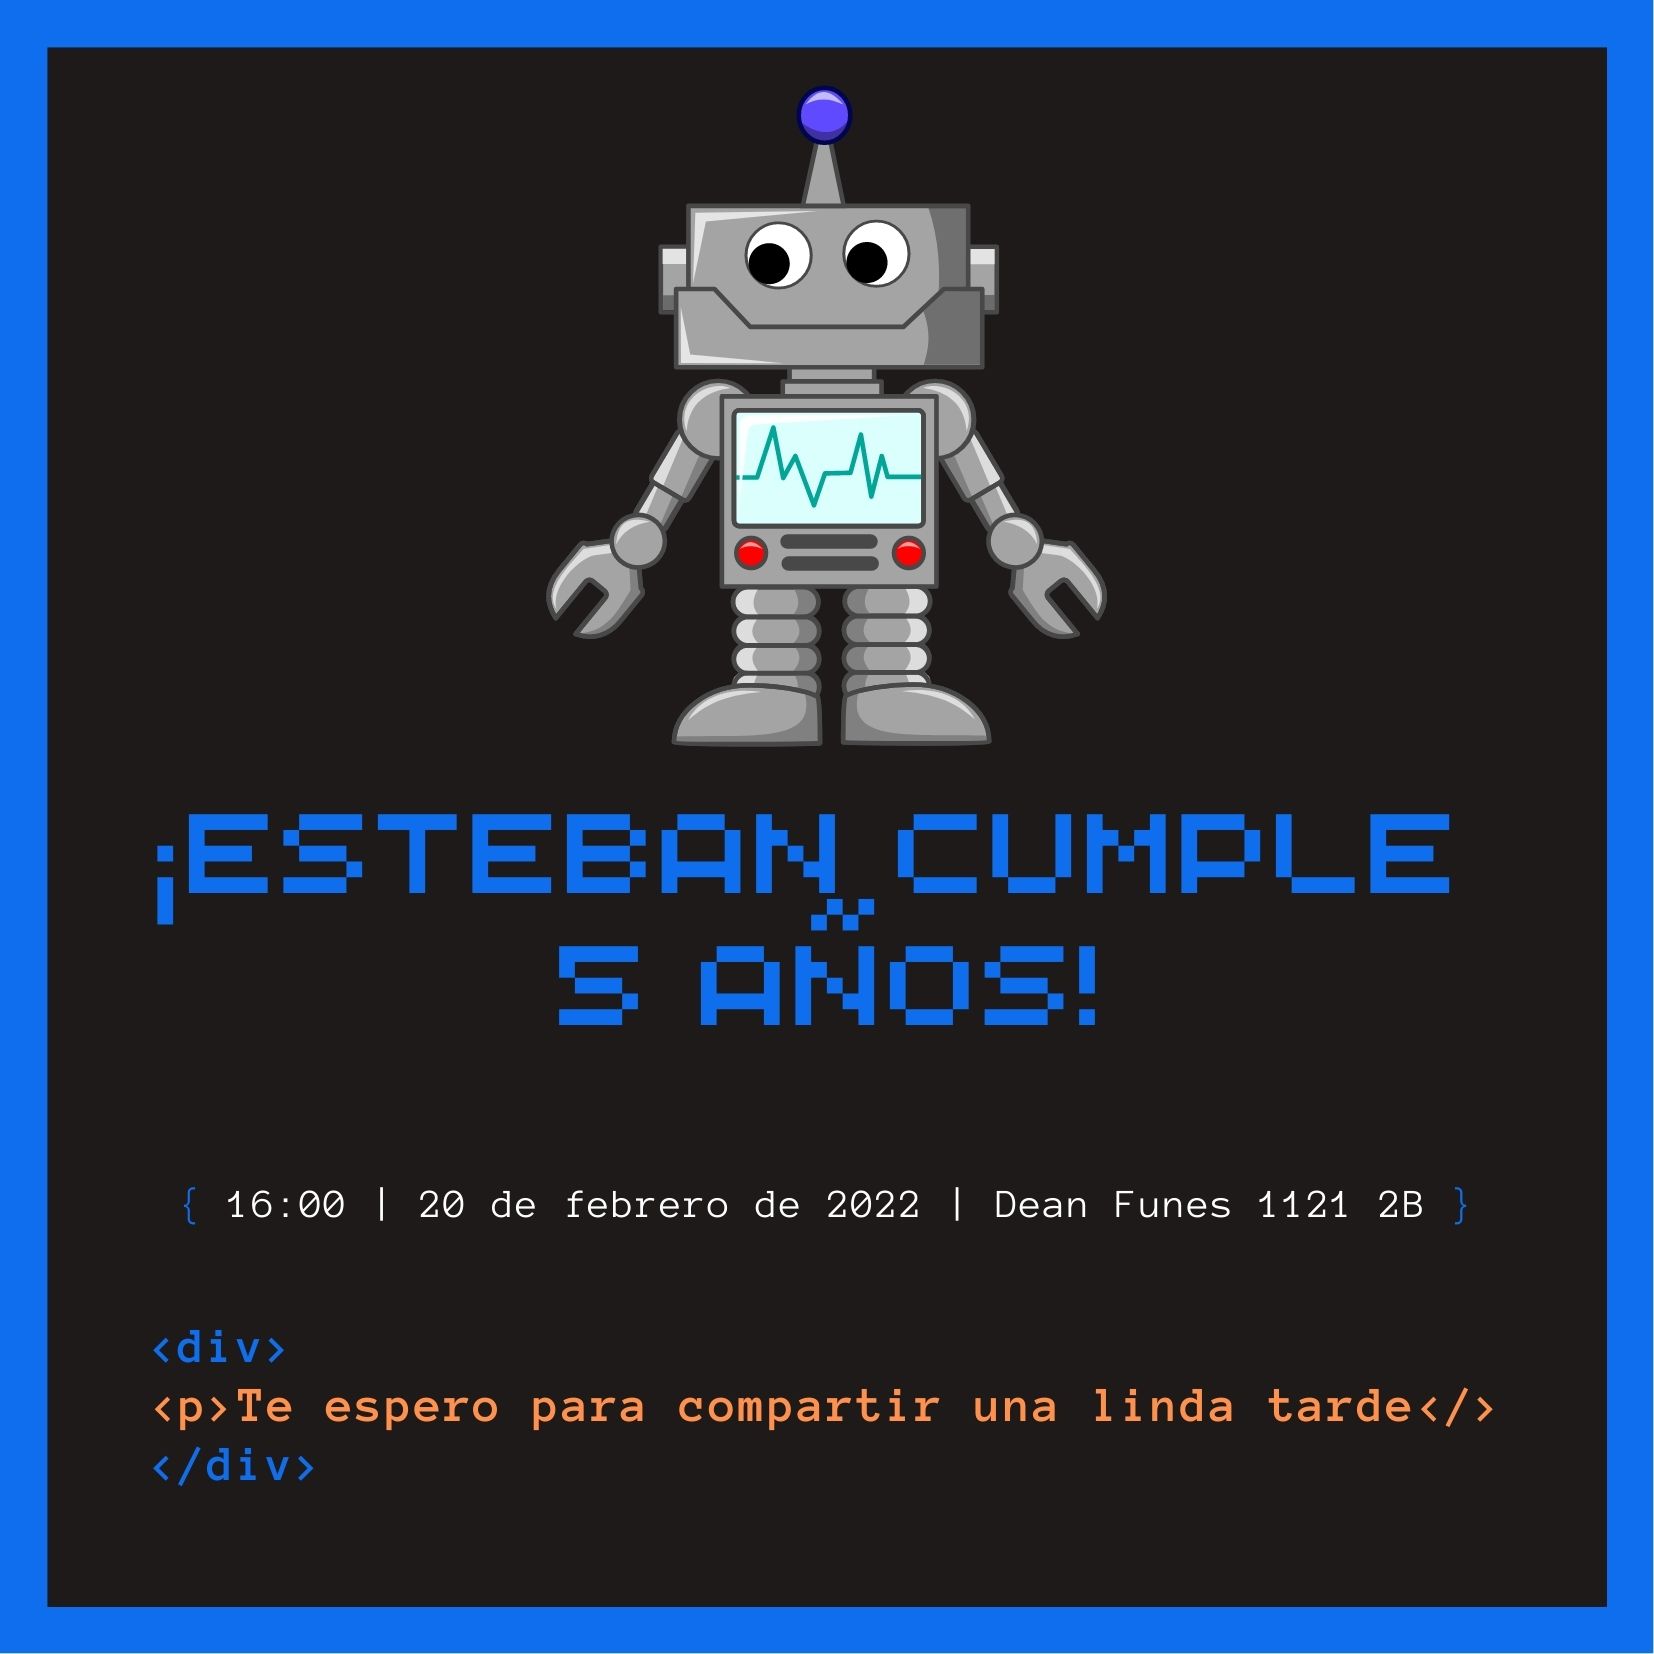 ¡ESTEBAN CUMPLE
5 AÑOS!
{ 16:00 | 20 de febrero de 2022 | Dean Funes 1121 2B }
<div>
<p>Te espero para compartir una linda tarde</>
</div>